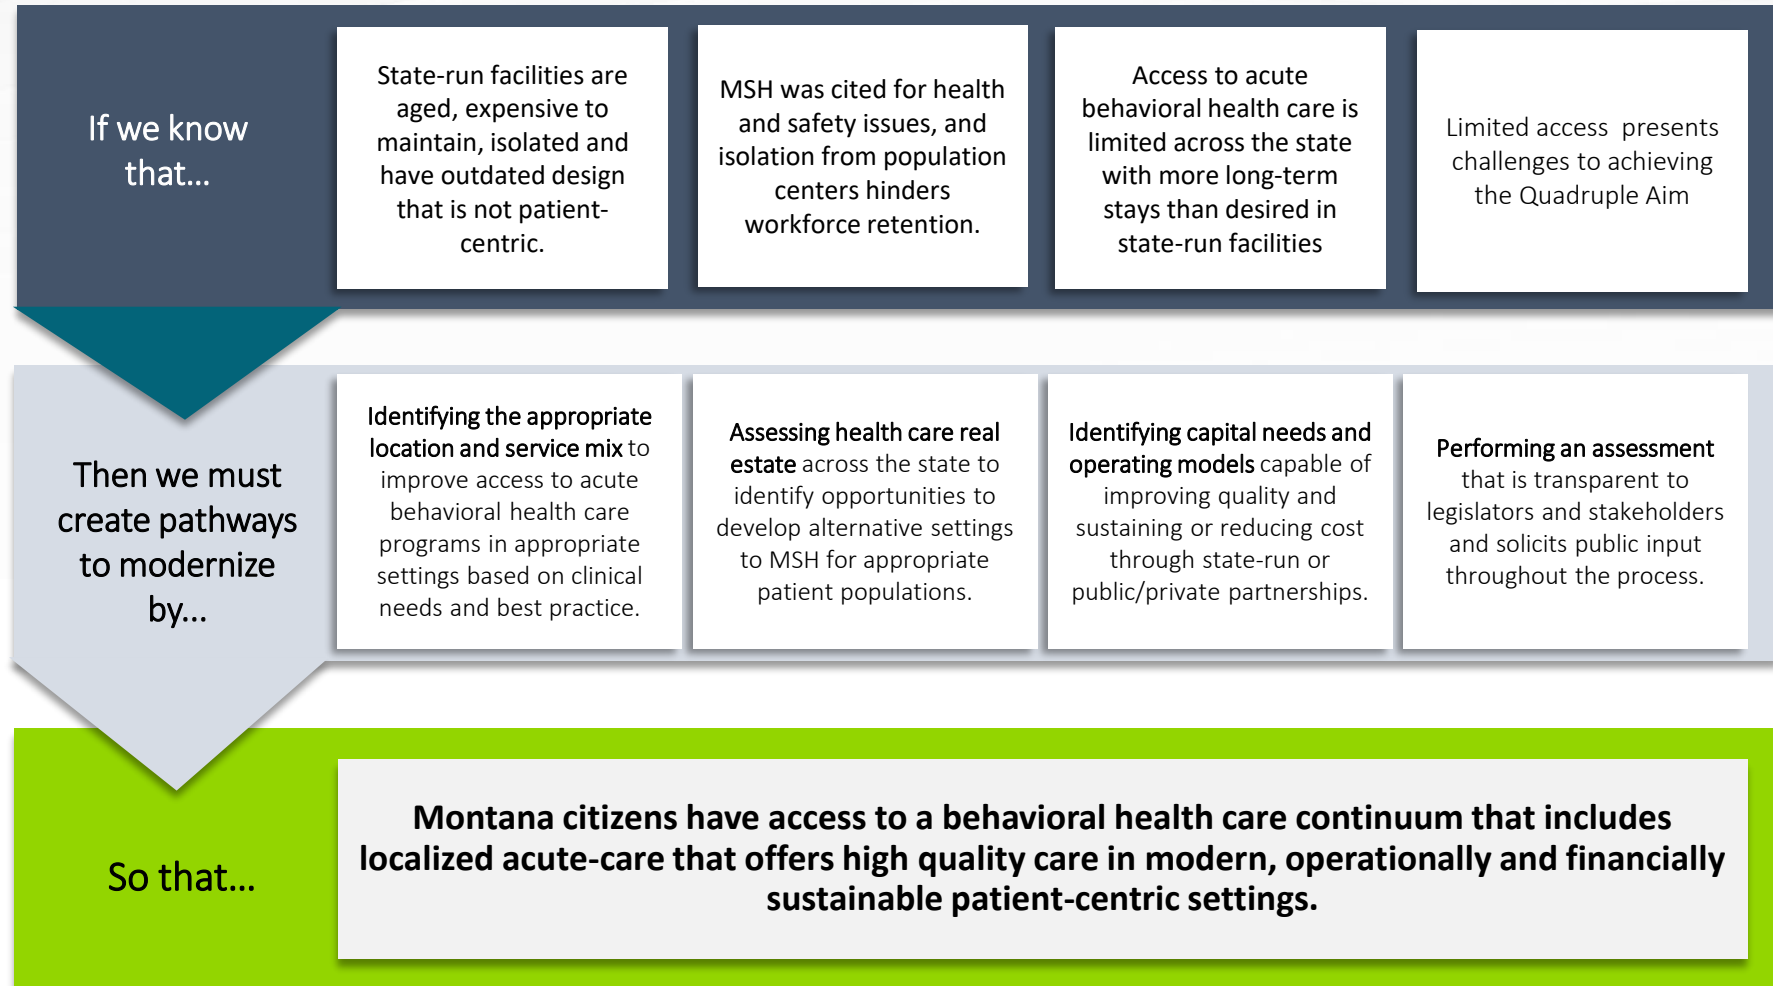 If we know
that...
State-run facilities are
aged, expensive to
maintain, isolated and
have outdated design
that is not patient-
centric.
MSH was cited for health
and safety issues, and
isolation from population
centers hinders
workforce retention.
Access to acute
behavioral health care is
limited across the state
with more long-term
stays than desired in
state-run facilities
Limited access  presents
challenges to achieving
the Quadruple Aim
Then we must
create pathways
to modernize
by...
Identifying the appropriate
location and service mix to
improve access to acute
behavioral health care
programs in appropriate
settings based on clinical
needs and best practice.
Assessing health care real
estate across the state to
identify opportunities to
develop alternative settings
to MSH for appropriate
patient populations.
Identifying capital needs and
operating models capable of
improving quality and
sustaining or reducing cost
through state-run or
public/private partnerships.
Performing an assessment
that is transparent to
legislators and stakeholders
and solicits public input
throughout the process.
So that...
Montana citizens have access to a behavioral health care continuum that includes
localized acute-care that offers high quality care in modern, operationally and financially
sustainable patient-centric settings.